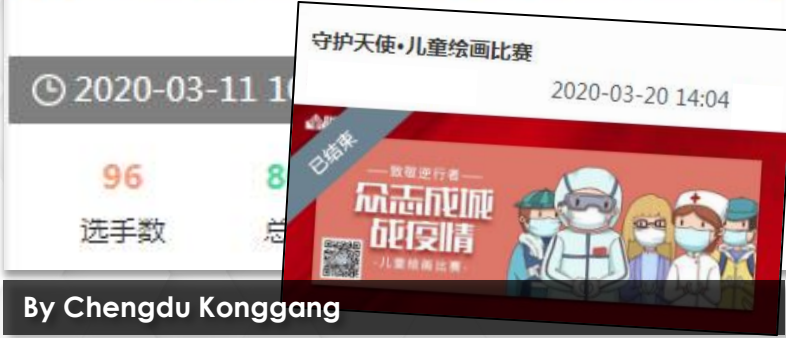 守护天使•儿童绘画比赛
2020-03-20 14:04
已结束
致敬逆行者
众志成城
战疫情
·儿童绘画比赛·
2020-03-11 1
96
8
选手数
总
By Chengdu Konggang